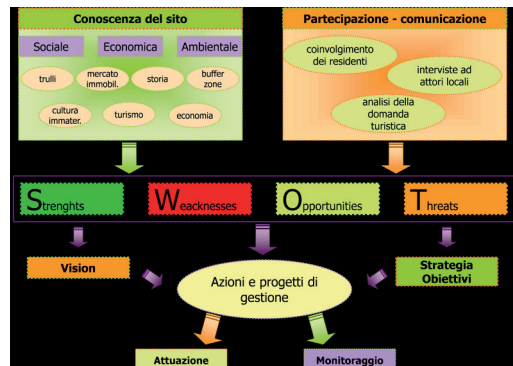 Conoscenza del sito
Partecipazione - comunicazione
Sociale
Economica
Ambientale
trulli
mercato
immobil.
storia
buffer
zone
cultura
immater.
turismo
economia
coinvolgimento
dei residenti
interviste ad
attori locali
analisi della
domanda
turistica
Strenghts
Weacknesses
Opportunities
Threats
Vision
Azioni e progetti di
gestione
Strategia
Obiettivi
Attuazione
Monitoraggio